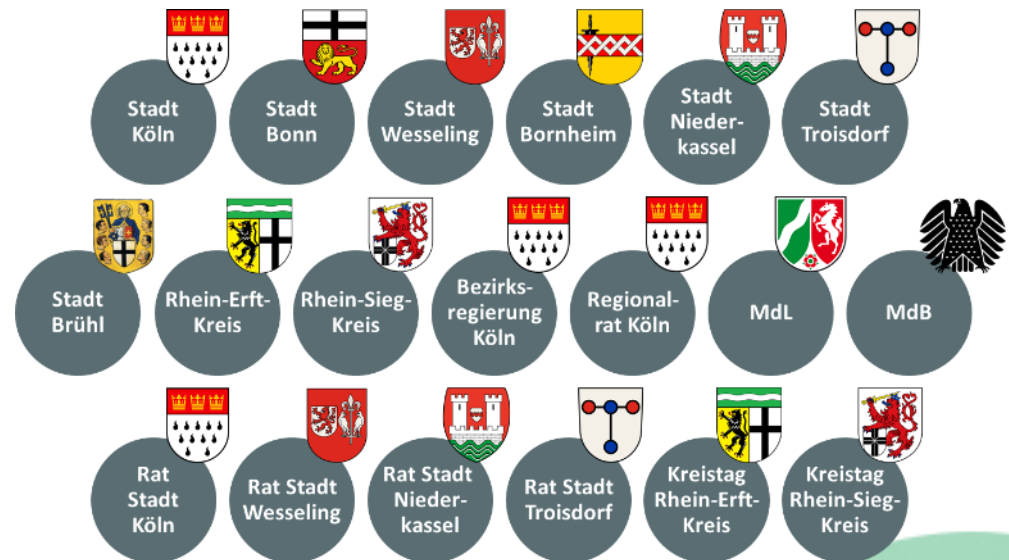 Stadt
Köln
Stadt
Bonn
Stadt
Wesseling
Stadt
Bornheim
Stadt
Nieder-
kassel
Stadt
Troisdorf
Stadt
Brühl
Rhein-Erft-
Kreis
Rhein-Sieg-
Kreis
Bezirks-
regierung
Köln
Regional-
rat Köln
MdL
MdB
Rat
Stadt
Köln
Rat Stadt
Wesseling
Rat Stadt
Nieder-
kassel
Rat Stadt
Troisdorf
Kreistag
Rhein-Erft-
Kreis
Kreistag
Rhein-Sieg-
Kreis